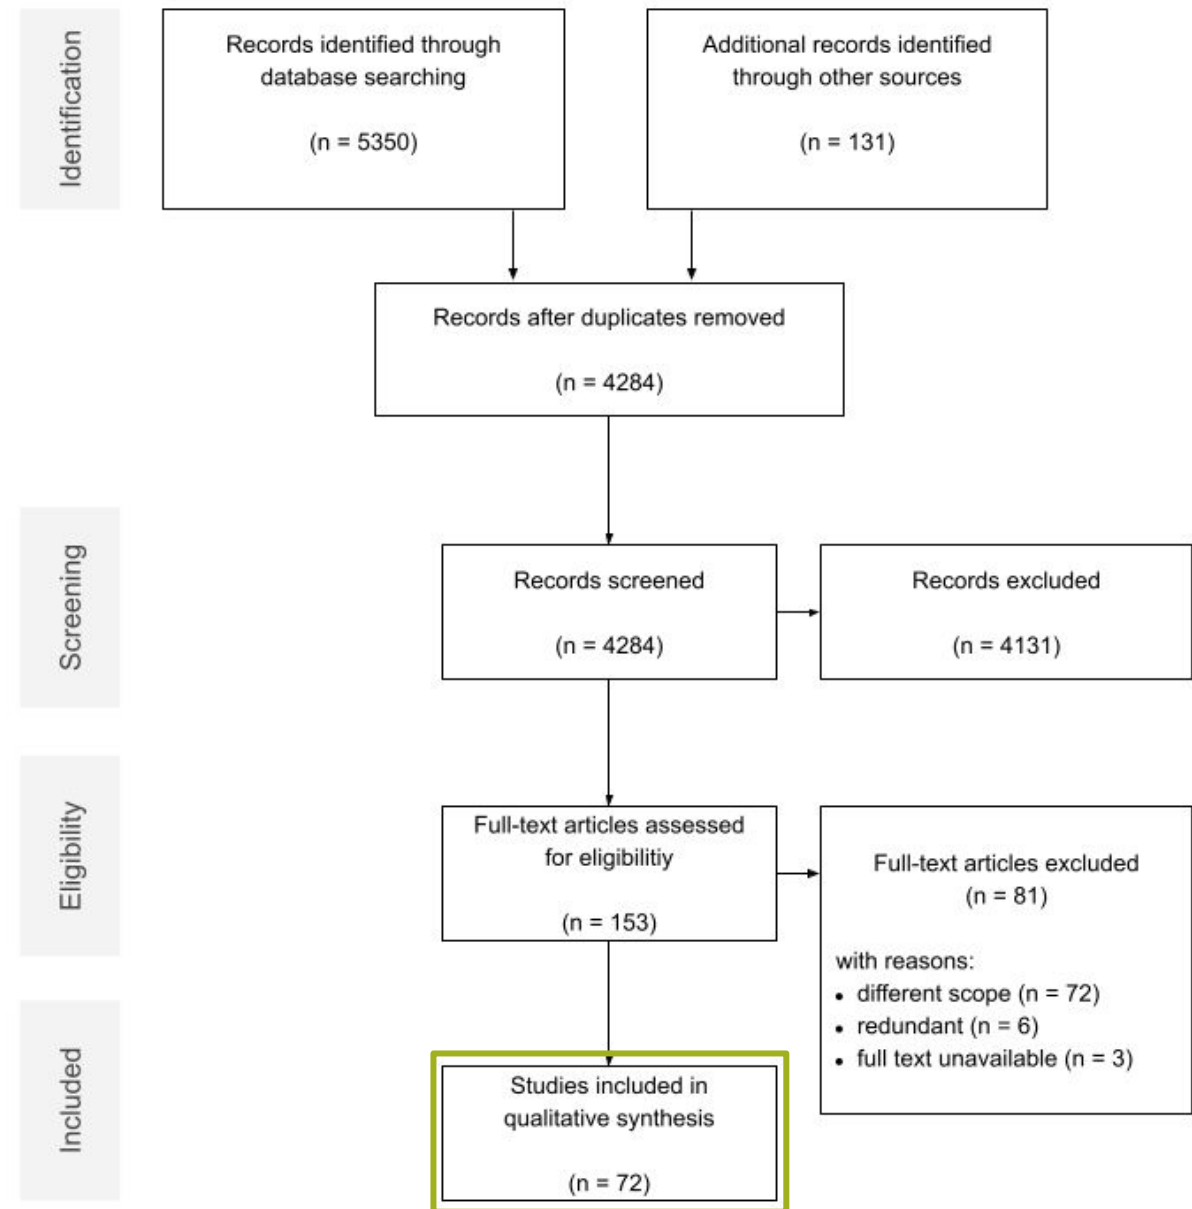 Identification
Records identified through
database searching
(n = 5350)
Additional records identified
through other sources
(n = 131)
Records after duplicates removed
(n = 4284)
Screening
Records screened
(n = 4284)
Records excluded
(n = 4131)
Eligibility
Full-text articles assessed
for eligibilitiy
(n = 153)
Full-text articles excluded
(n = 81)
with reasons:
• different scope (n = 72)
• redundant (n = 6)
• full text unavailable (n = 3)
Included
Studies included in
qualitative synthesis
(n = 72)